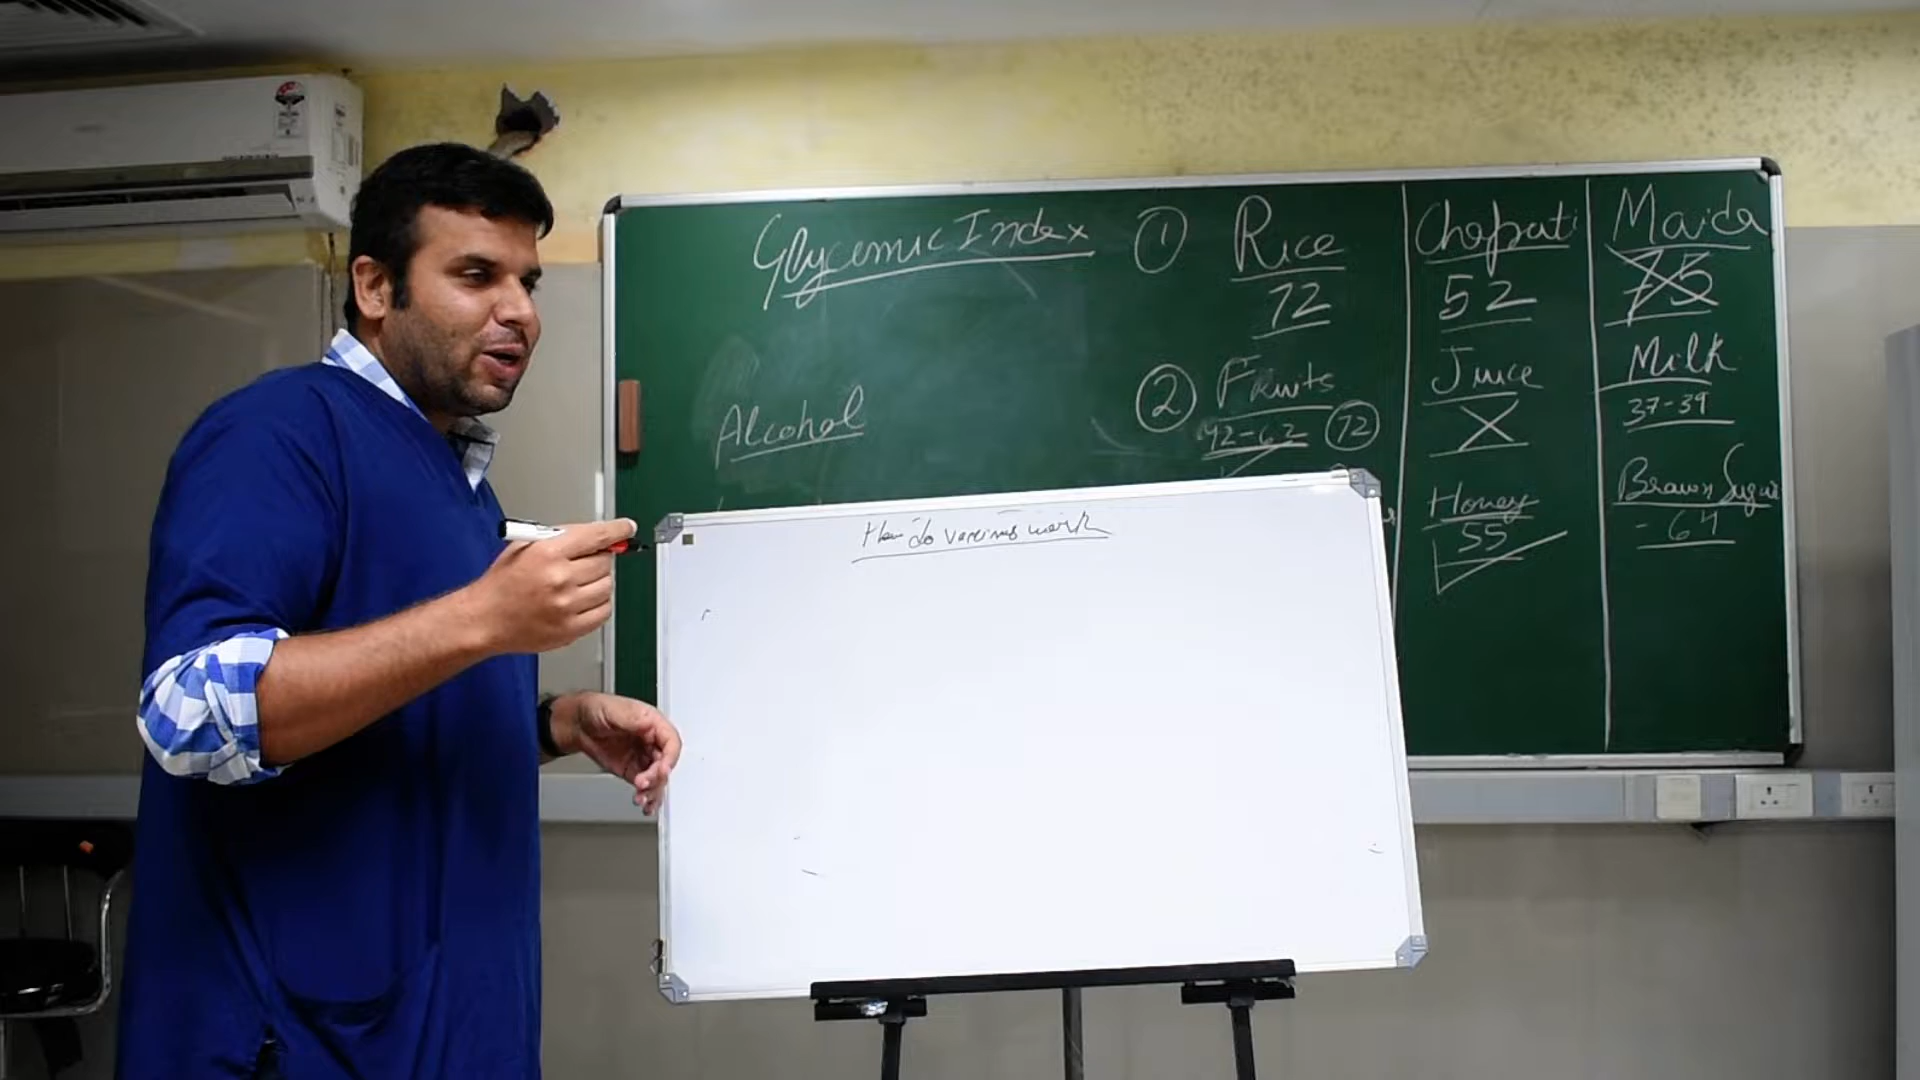 Glycemic Index
① Rice
72
Chapati
52
Maida
75
Alcohol
② Fruits
42-62 72
Juice
X
Milk
37-39
Honey
55
Brown Sugar
- 64
How do vaccines work